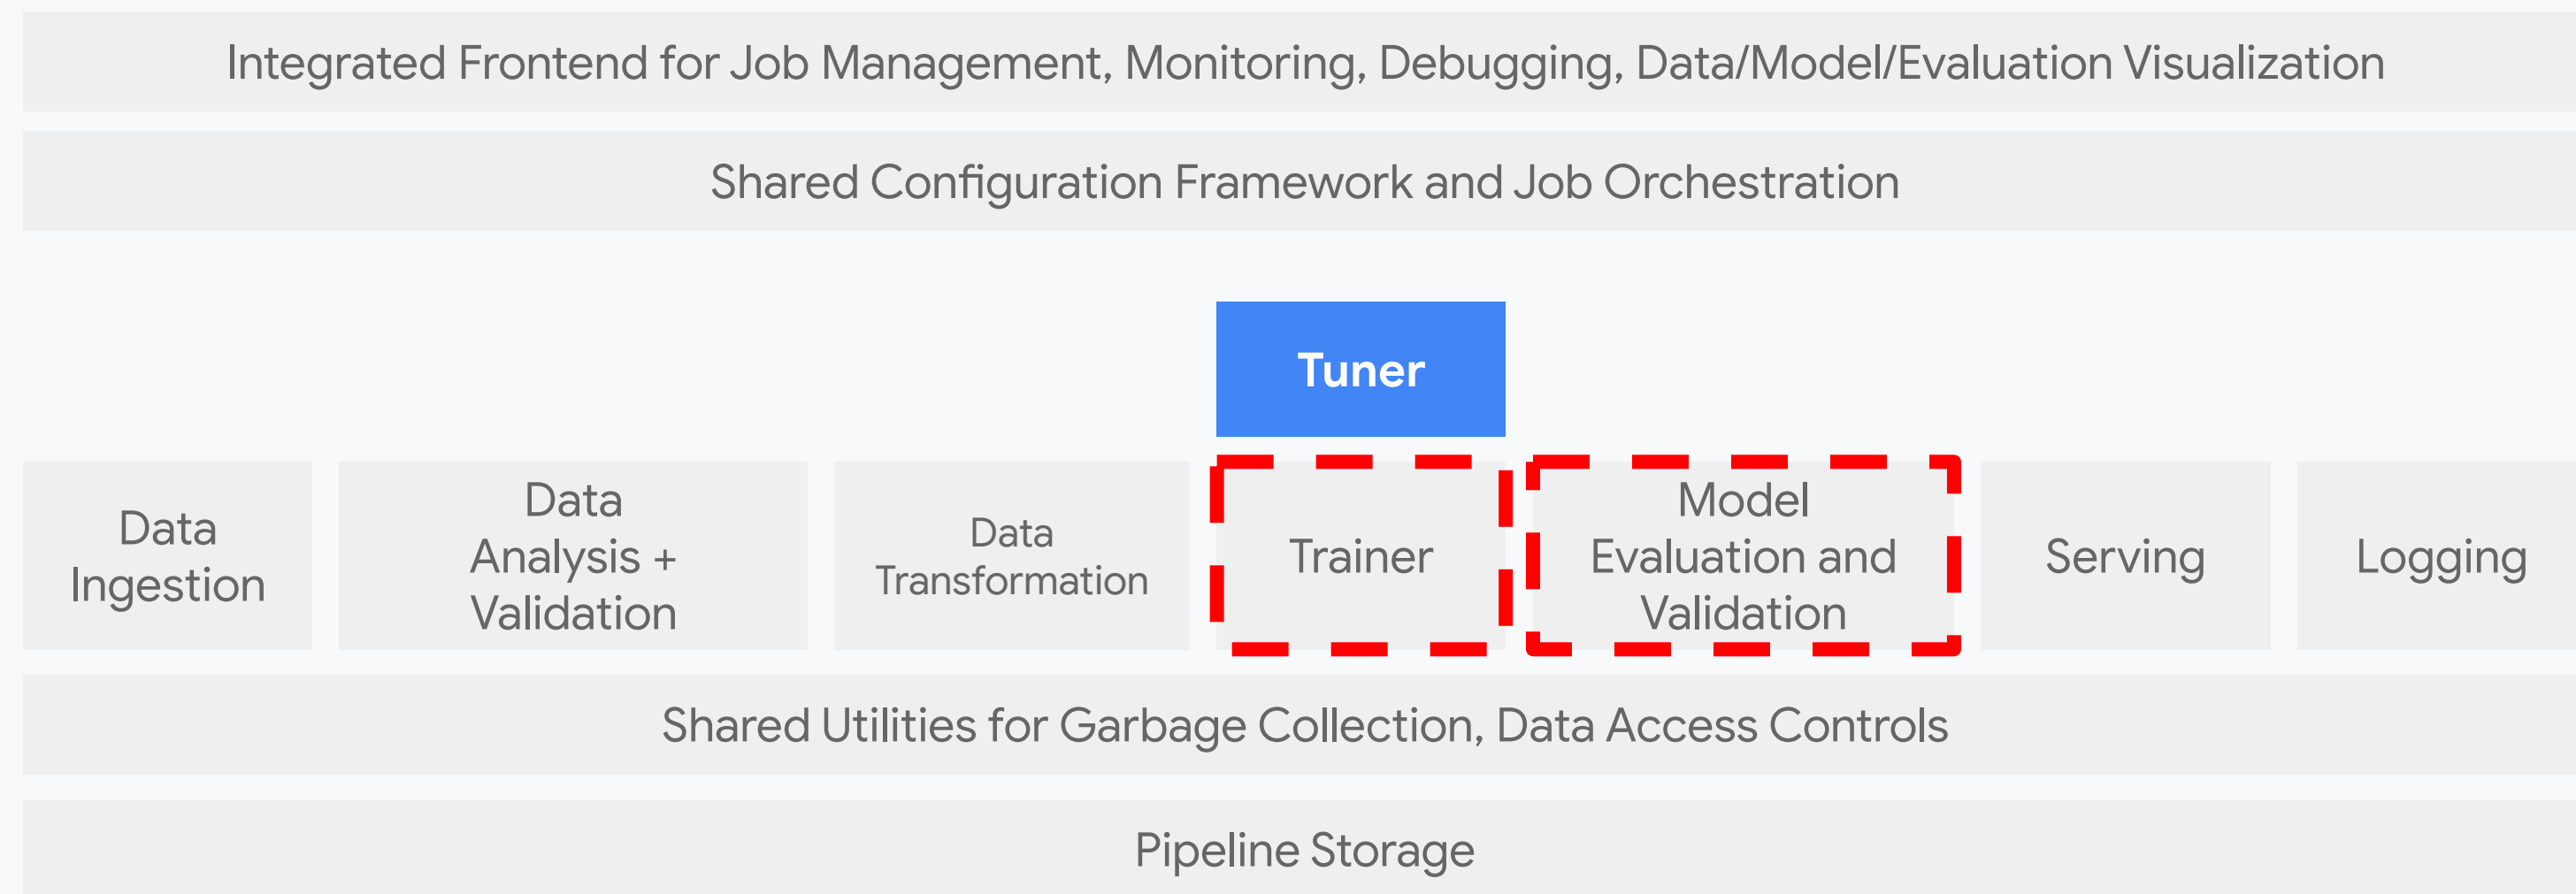 Integrated Frontend for Job Management, Monitoring, Debugging, Data/Model/Evaluation Visualization
Shared Configuration Framework and Job Orchestration
Tuner
Data
Ingestion
Data
Analysis +
Validation
Data
Transformation
Trainer
Model
Evaluation and
Validation
Serving
Logging
Shared Utilities for Garbage Collection, Data Access Controls
Pipeline Storage